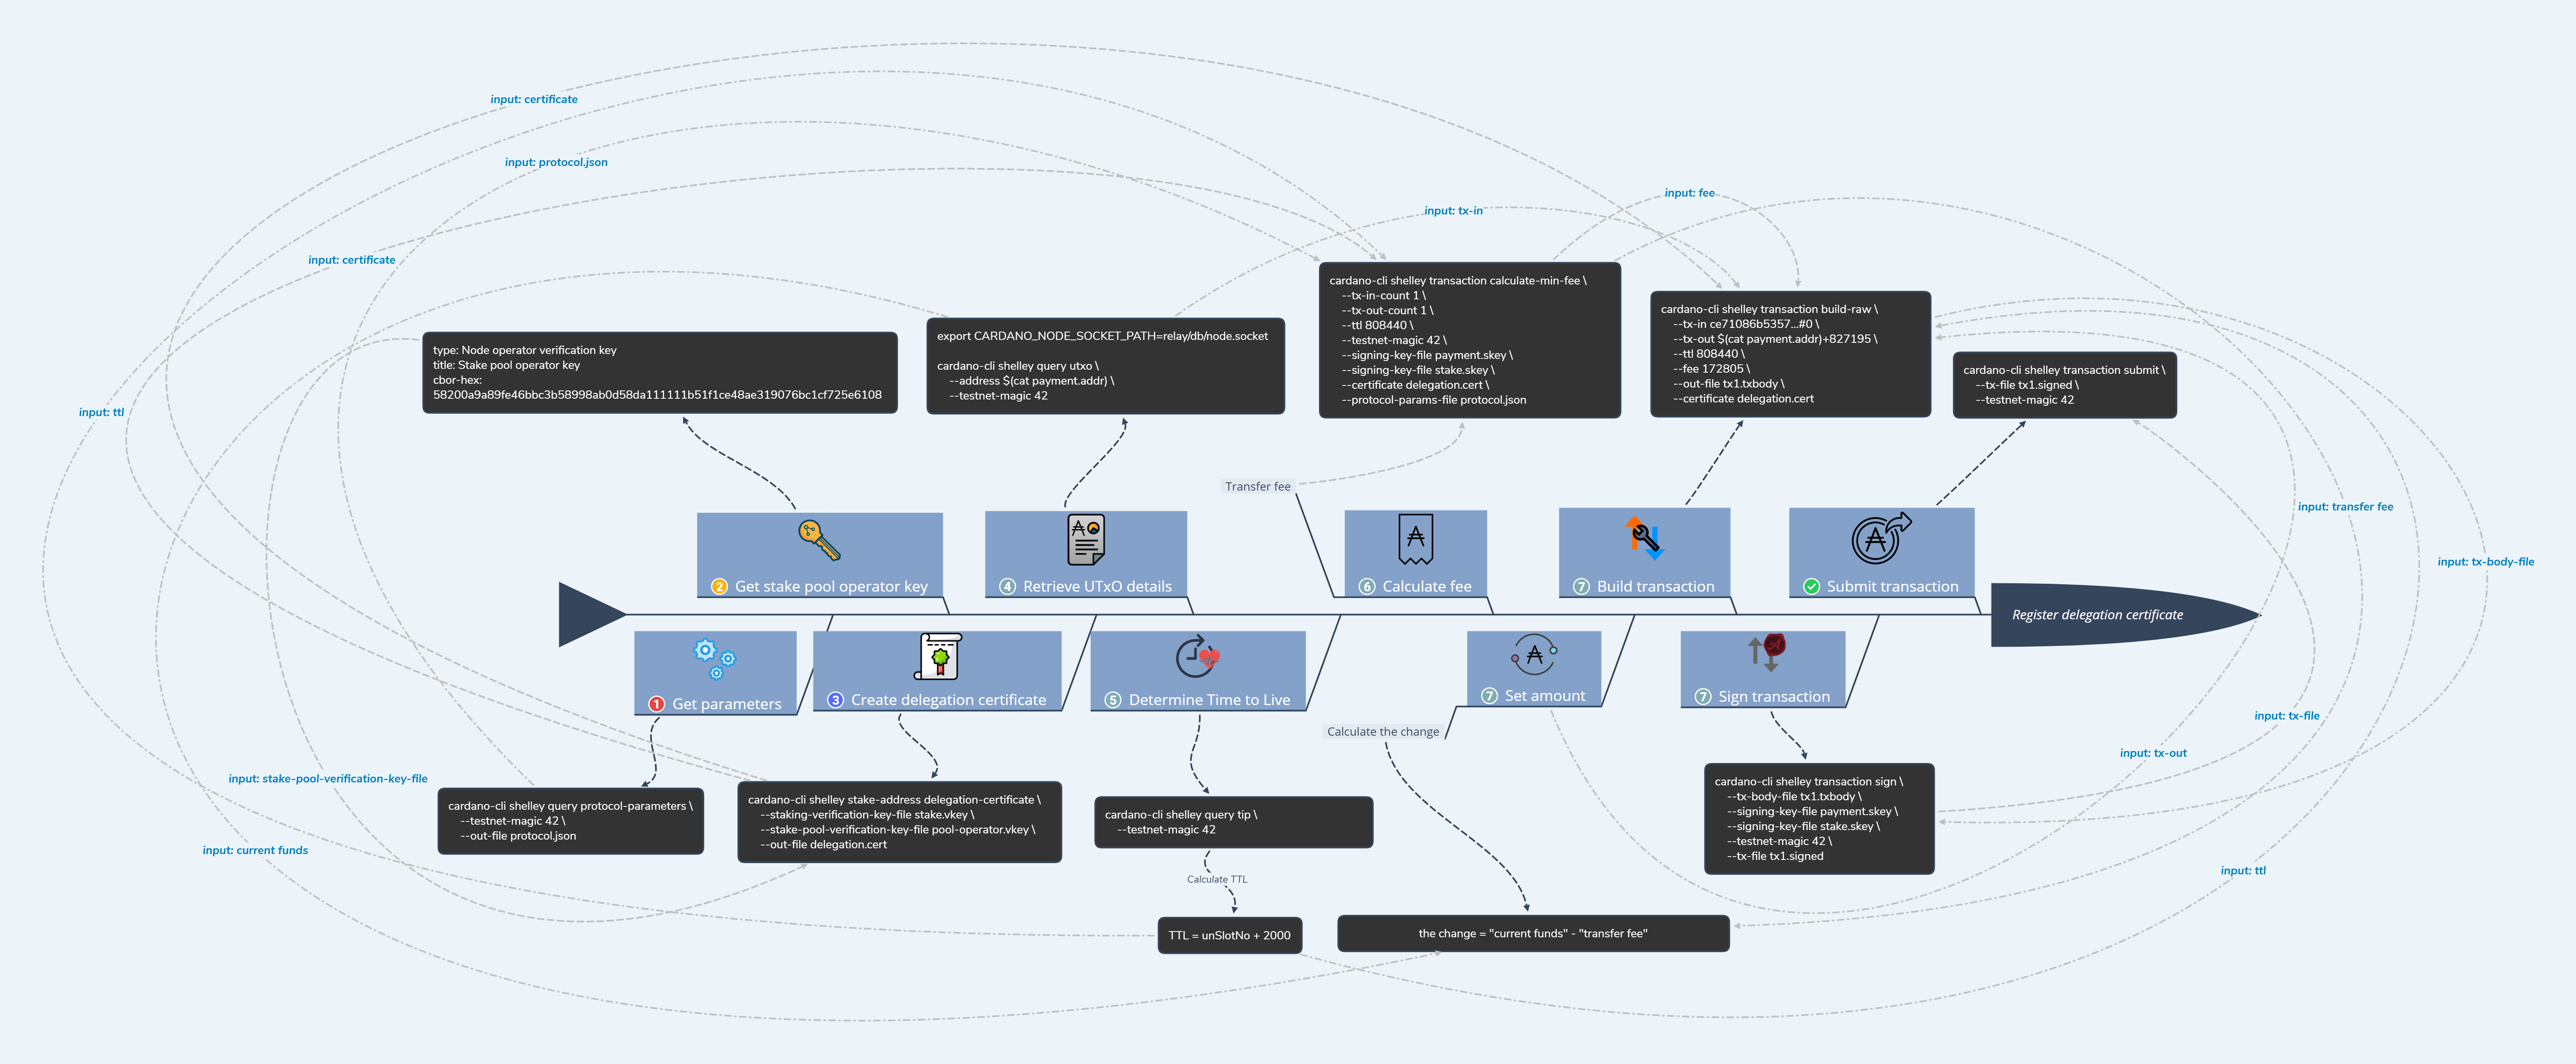 input: certificate
input: protocol.json
input: fee
input: tx-in
input: certificate
cardano-cli shelley transaction calculate-min-fee \
--tx-in-count 1 \
--tx-out-count 1 \
--ttl 808440 \
--testnet-magic 42 \
--signing-key-file payment.skey \
--signing-key-file stake.skey \
--certificate delegation.cert \
--protocol-params-file protocol.json
cardano-cli shelley transaction build-raw \
--tx-in ce71086b5357...#0 \
--tx-out $(cat payment.addr)+827195 \
--ttl 808440 \
--fee 172805 \
--out-file tx1.txbody \
--certificate delegation.cert
export CARDANO_NODE_SOCKET_PATH=relay/db/node.socket
cardano-cli shelley query utxo \
--address $(cat payment.addr) \
--testnet-magic 42
type: Node operator verification key
title: Stake pool operator key
cbor-hex:
58200a9a89fe46bbc3b58998ab0d58da111111b51f1ce48ae319076bc1cf725e6108
cardano-cli shelley transaction submit \
--tx-file tx1.signed \
--testnet-magic 42
input: ttl
Transfer fee
input: transfer fee
input: tx-body-file
2 Get stake pool operator key
4 Retrieve UTxO details
6 Calculate fee
7 Build transaction
Submit transaction
Register delegation certificate
1 Get parameters
3 Create delegation certificate
5 Determine Time to Live
7 Set amount
7 Sign transaction
input: tx-file
Calculate the change
input: tx-out
input: stake-pool-verification-key-file
cardano-cli shelley query protocol-parameters \
--testnet-magic 42 \
--out-file protocol.json
cardano-cli shelley stake-address delegation-certificate \
--staking-verification-key-file stake.vkey \
--stake-pool-verification-key-file pool-operator.vkey \
--out-file delegation.cert
cardano-cli shelley query tip \
--testnet-magic 42
cardano-cli shelley transaction sign \
--tx-body-file tx1.txbody \
--signing-key-file payment.skey \
--signing-key-file stake.skey \
--testnet-magic 42 \
--tx-file tx1.signed
input: current funds
input: ttl
Calculate TTL
TTL = unSlotNo + 2000
the change = "current funds" - "transfer fee"